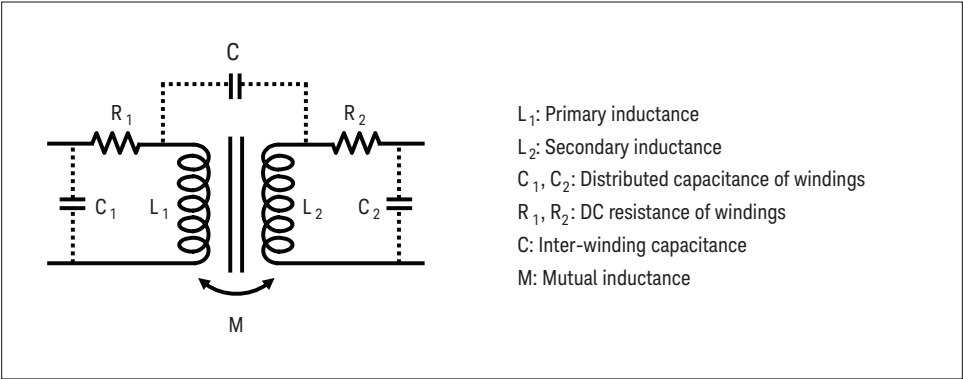 C
R1
R2
C1
L1
L2
C2
M
L1: Primary inductance
L2: Secondary inductance
C1, C2: Distributed capacitance of windings
R1, R2: DC resistance of windings
C: Inter-winding capacitance
M: Mutual inductance